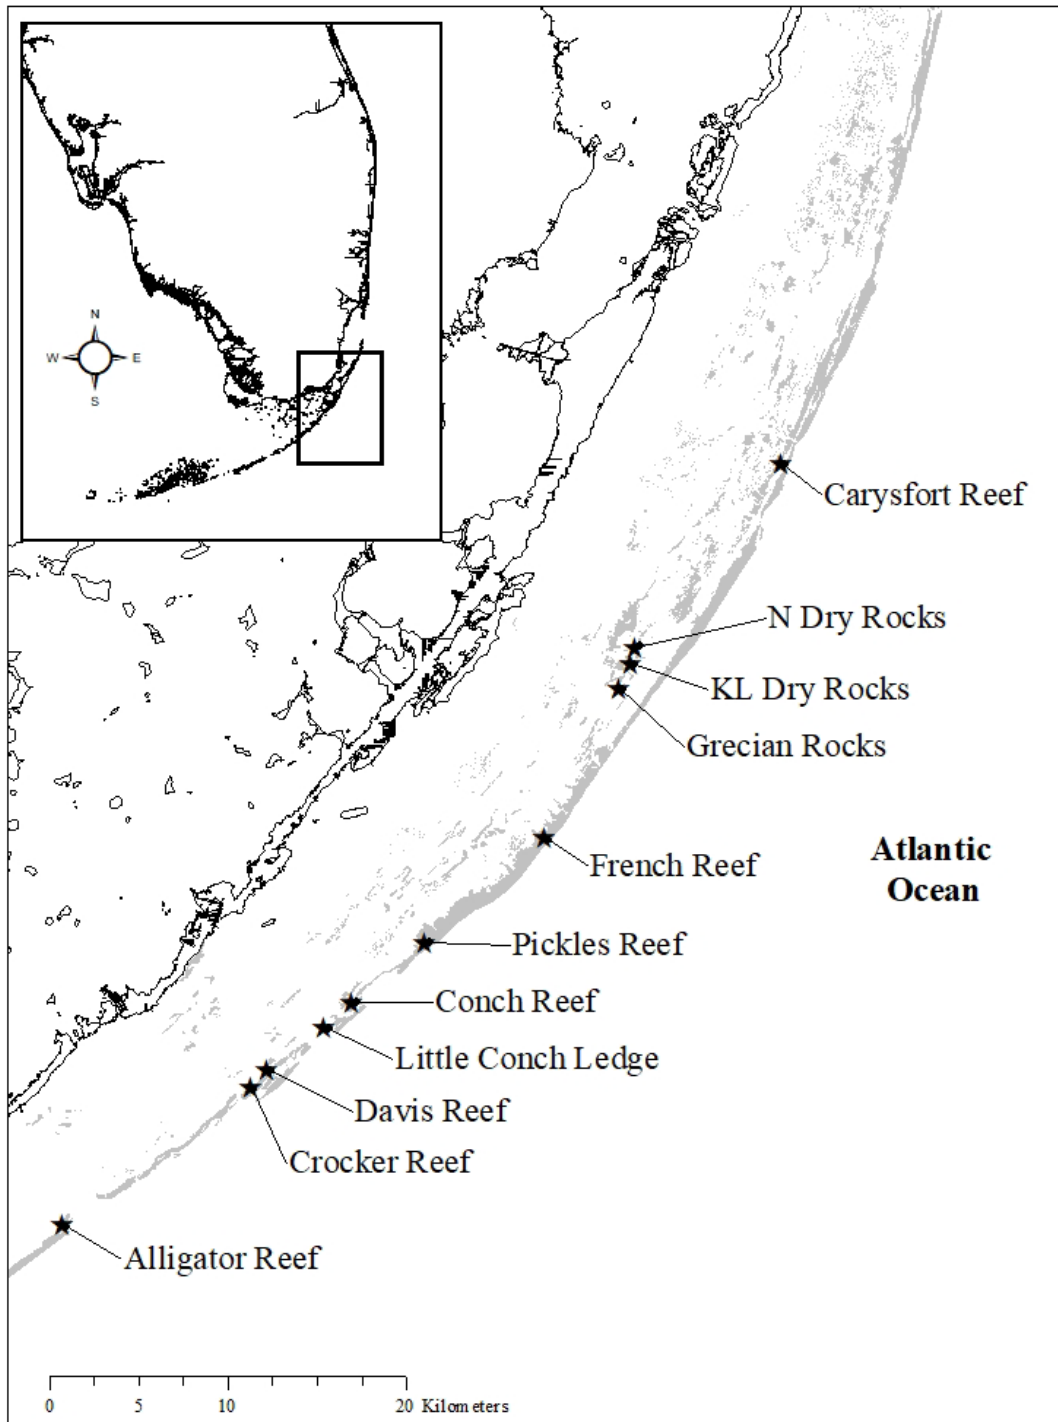 N
W E
S
Carysfort Reef
N Dry Rocks
KL Dry Rocks
Grecian Rocks
French Reef
Atlantic
Ocean
Pickles Reef
Conch Reef
Little Conch Ledge
Davis Reef
Crocker Reef
Alligator Reef
0 5 10 20 Kilometers